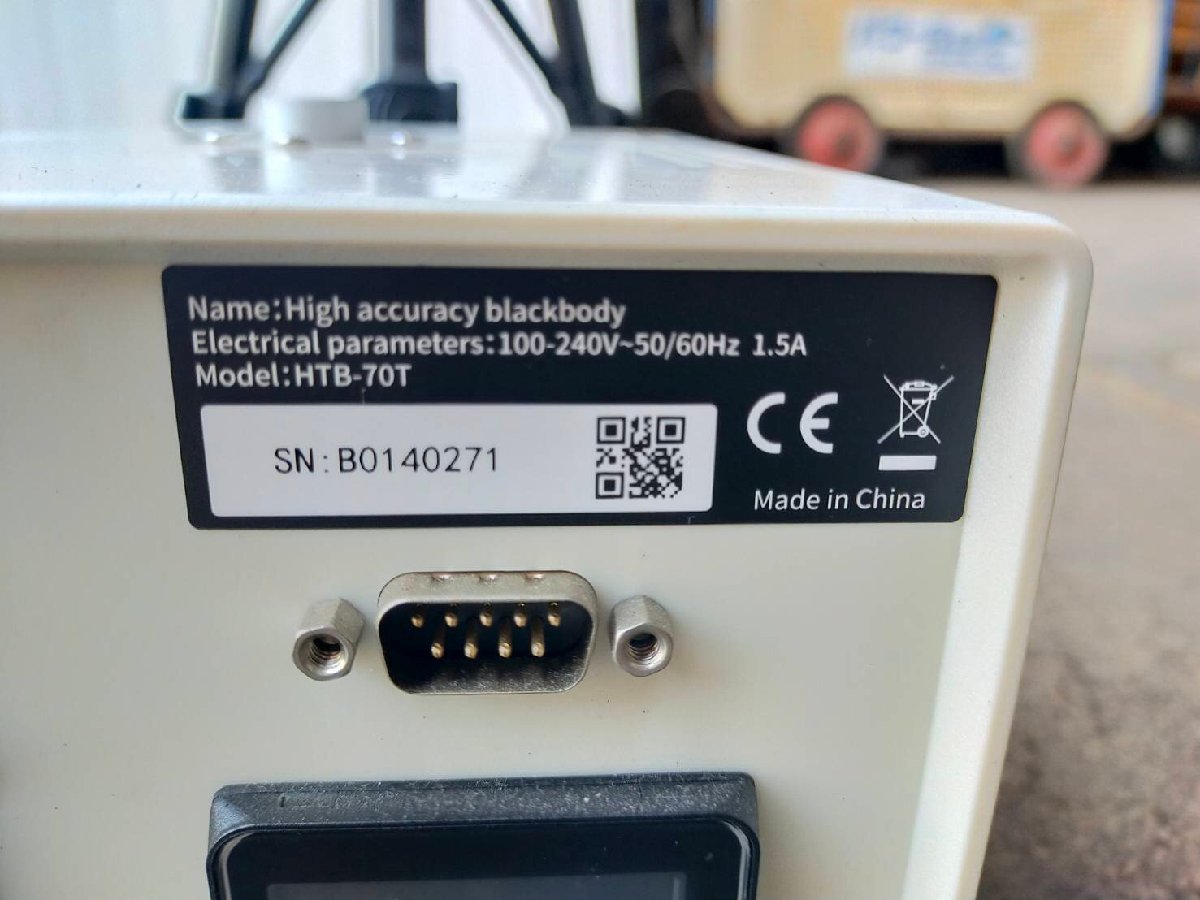 Name:High accuracy blackbody
Electrical parameters:100-240V~50/60Hz 1.5A
Model:HTB-70T
SN:B0140271
CE
Made in China